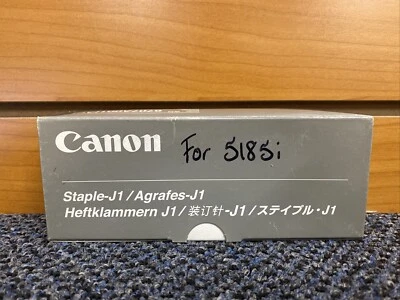 Canon
For 5185i
Staple-J1/Agrafes-J1
Heftklammern J1/装订针-J1/ステイプル・J1